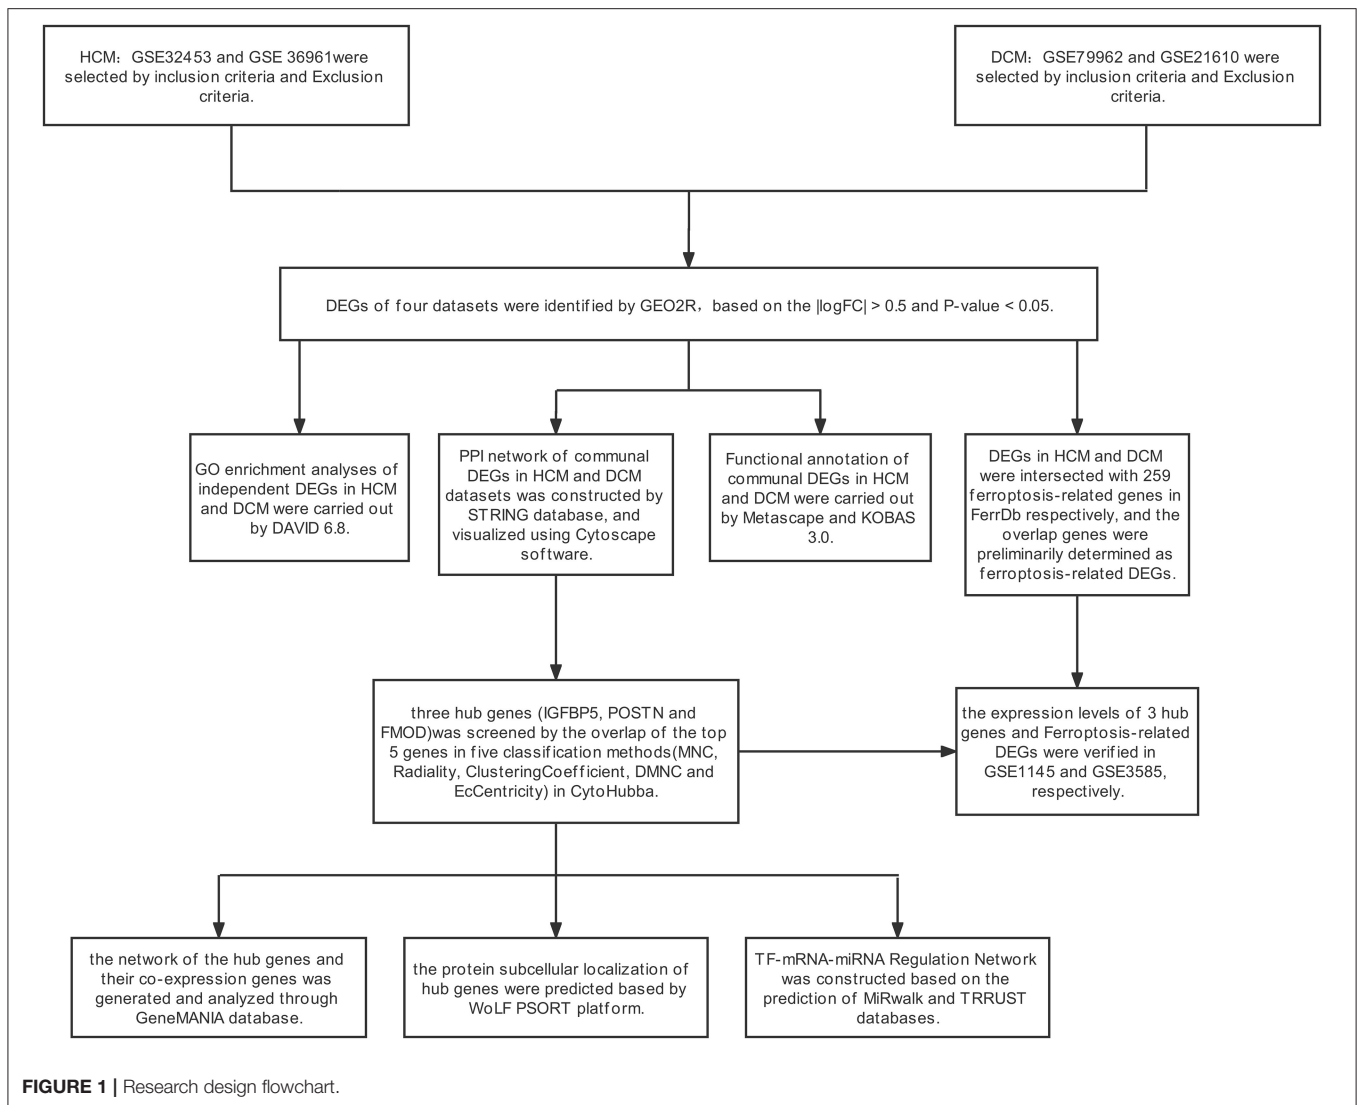 HCM：GSE32453 and GSE 36961were
selected by inclusion criteria and Exclusion
criteria.
DCM：GSE79962 and GSE21610 were
selected by inclusion criteria and Exclusion
criteria.
DEGs of four datasets were identified by GEO2R，based on the |logFC| > 0.5 and P-value < 0.05.
GO enrichment analyses of
independent DEGs in HCM
and DCM were carried out
by DAVID 6.8.
PPI network of communal
DEGs in HCM and DCM
datasets was constructed by
STRING database, and
visualized using Cytoscape
software.
Functional annotation of
communal DEGs in HCM
and DCM were carried out
by Metascape and KOBAS
3.0.
DEGs in HCM and DCM
were intersected with 259
ferroptosis-related genes in
FerrDb respectively, and the
overlap genes were
preliminarily determined as
ferroptosis-related DEGs.
three hub genes (IGFBP5, POSTN and
FMOD)was screened by the overlap of the top
5 genes in five classification methods(MNC,
Radiality, ClusteringCoefficient, DMNC and
EcCentricity) in CytoHubba.
the expression levels of 3 hub
genes and Ferroptosis-related
DEGs were verified in
GSE1145 and GSE3585,
respectively.
the network of the hub genes and
their co-expression genes was
generated and analyzed through
GeneMANIA database.
the protein subcellular localization of
hub genes were predicted based by
WoLF PSORT platform.
TF-mRNA-miRNA Regulation Network
was constructed based on the
prediction of MiRwalk and TRRUST
databases.
FIGURE 1 | Research design flowchart.